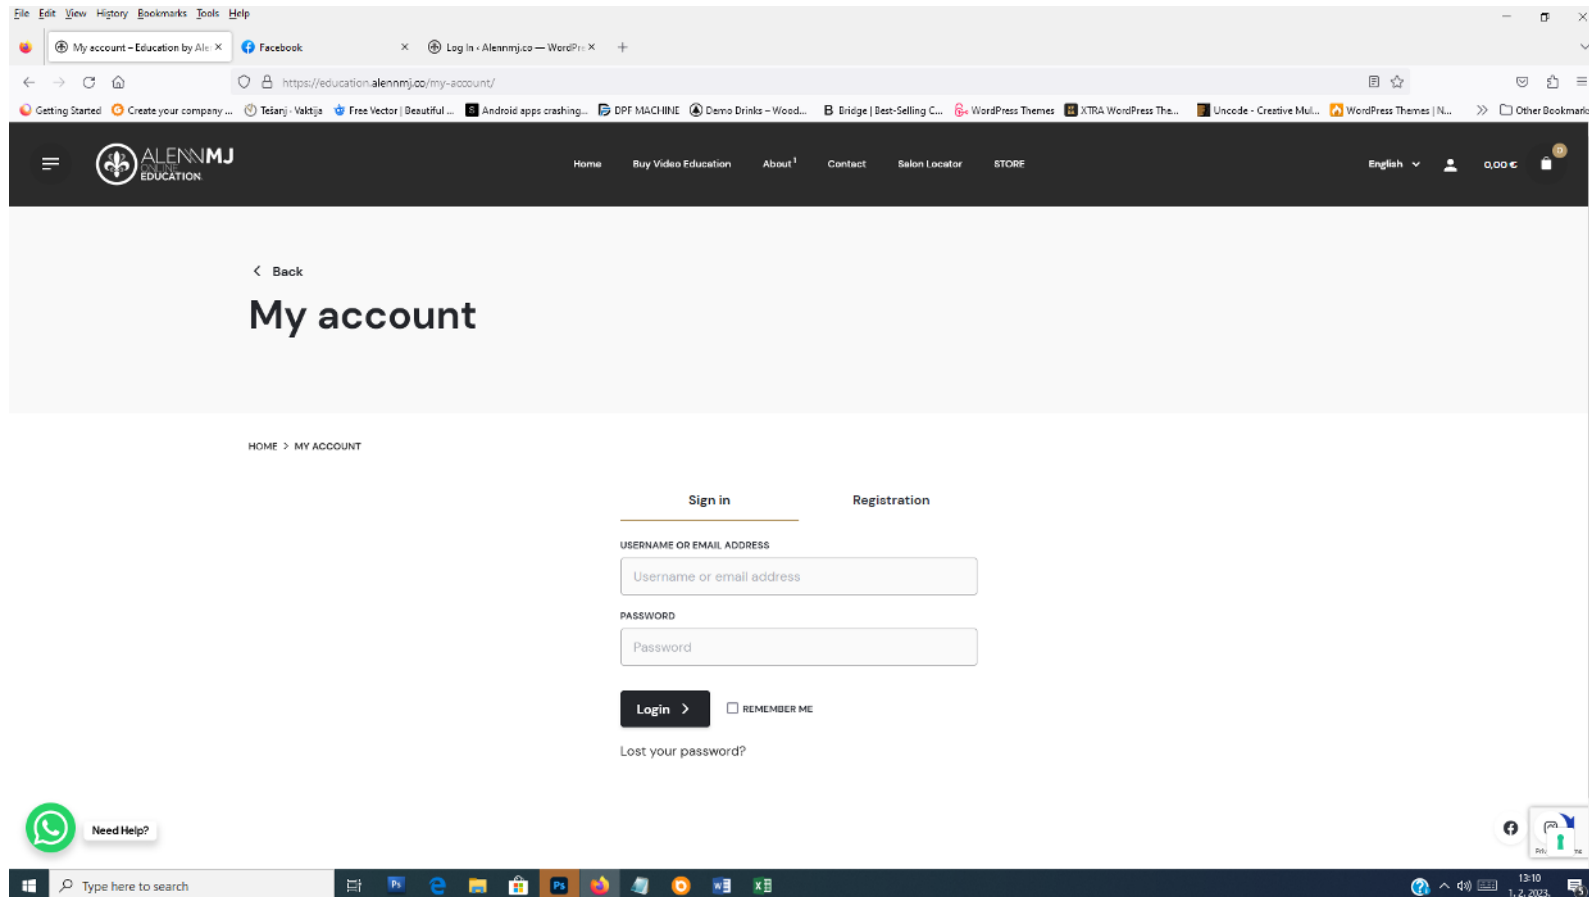 File Edit View History Bookmarks Tools Help
My account – Education by Ale
Facebook
Log In ‹ Alennmj.co — WordPre
https://education.alennmj.co/my-account/
Getting Started
Create your company ...
Tešanj - Vaktija
Free Vector | Beautiful ...
Android apps crashing...
DPF MACHINE
Demo Drinks – Wood...
Bridge | Best-Selling C...
WordPress Themes
XTRA WordPress The...
Uncode - Creative Mul...
WordPress Themes | N...
Other Bookmarks
ALENNMJ
ONLINE
EDUCATION.
Home
Buy Video Education
About 1
Contact
Salon Locator
STORE
English
0,00 €
0
Back
My account
HOME > MY ACCOUNT
Sign in
Registration
USERNAME OR EMAIL ADDRESS
Username or email address
PASSWORD
Password
Login
REMEMBER ME
Lost your password?
Need Help?
Type here to search
Ps
Ps
13:10
1. 2. 2023.